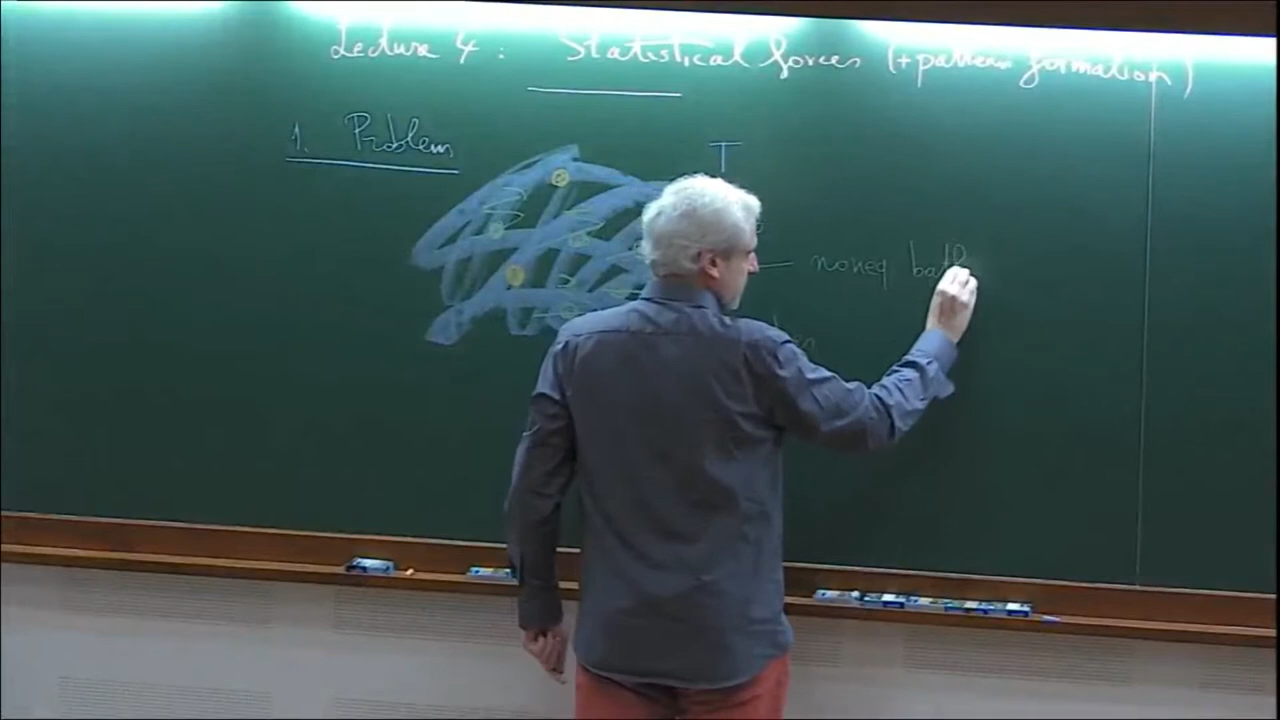 Lecture 4 : Statistical forces (+pattern formation)
1. Problem
T
noneq bath